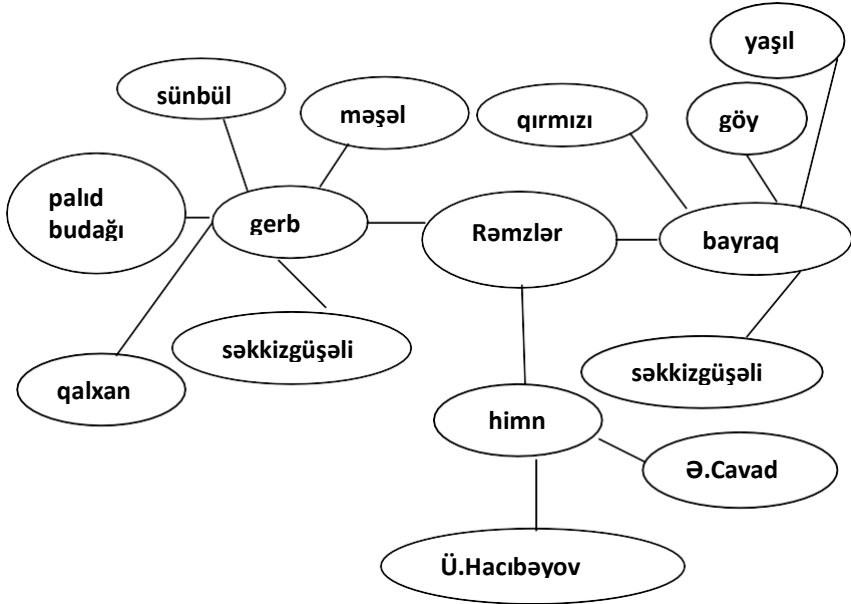 yaşıl
sünbül
məşəl
qırmızı
göy
palıd
budağı
gerb
Rəmzlər
bayraq
səkkizgüşəli
səkkizgüşəli
qalxan
himn
Ə.Cavad
Ü.Hacıbəyov